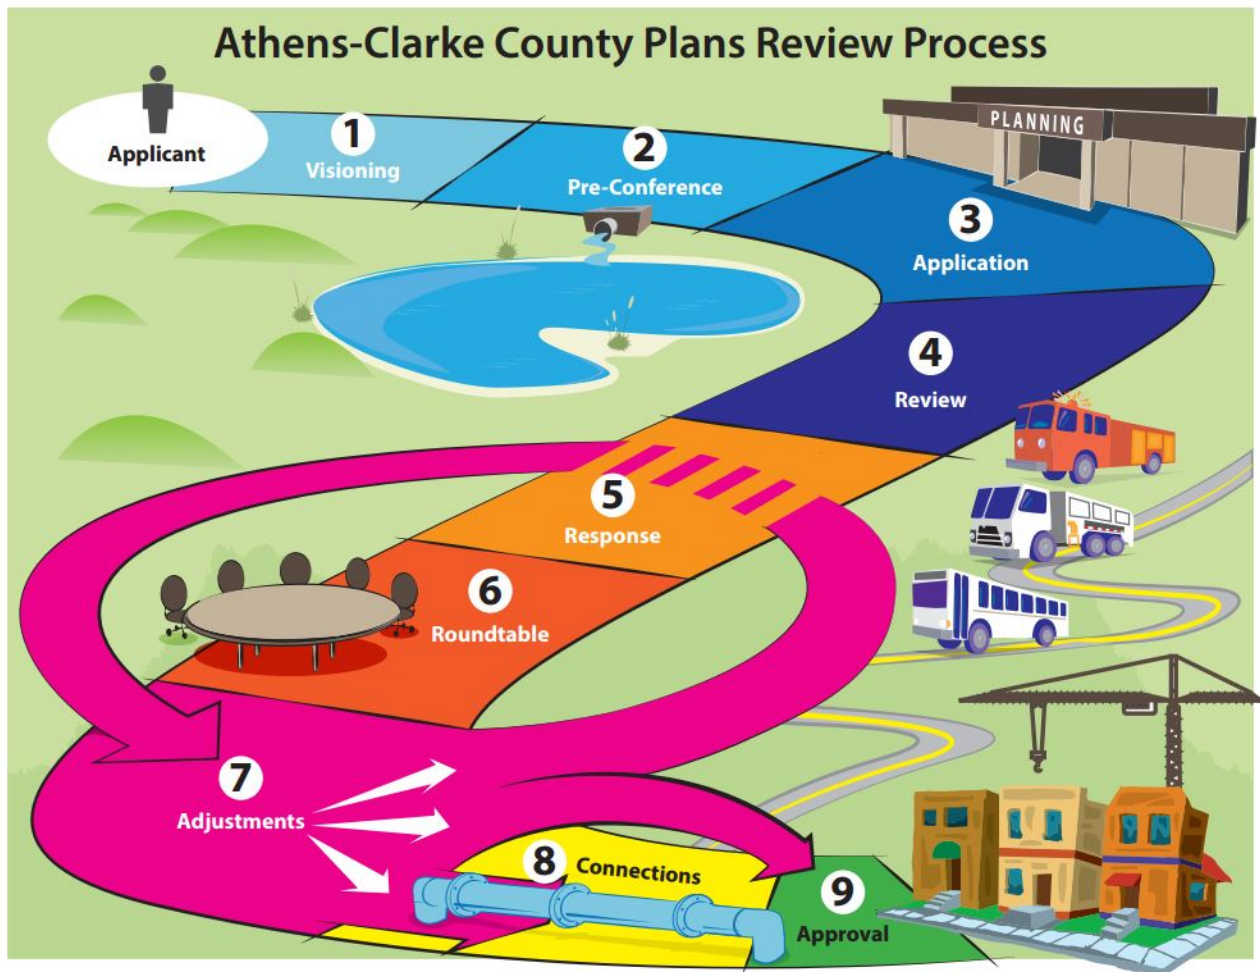 Athens-Clarke County Plans Review Process
Applicant
1
Visioning
2
Pre-Conference
PLANNING
3
Application
4
Review
5
Response
6
Roundtable
7
Adjustments
8 Connections
9
Approval